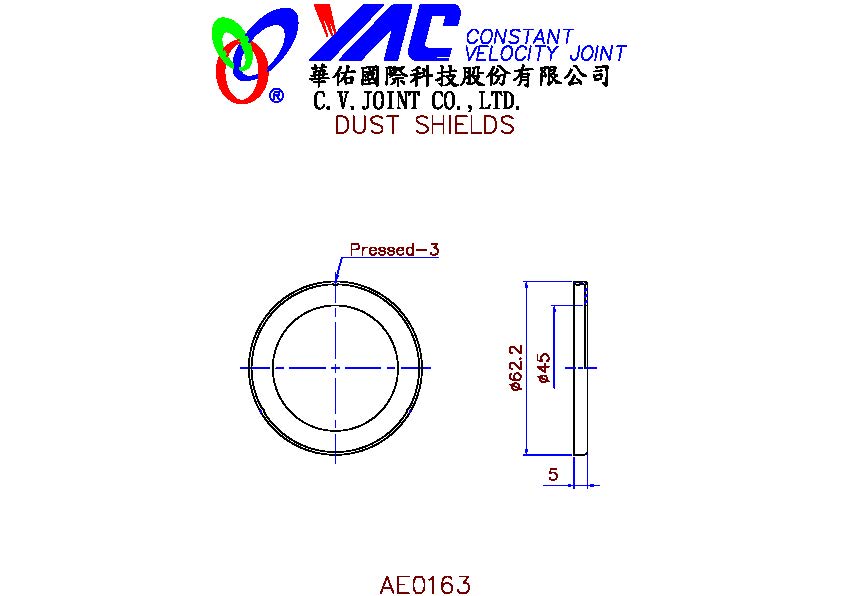 YAC CONSTANT
VELOCITY JOINT
華佑國際科技股份有限公司
® C.V.JOINT CO.,LTD.
DUST SHIELDS
Pressed-3
ø62.2
ø45
5
AE0163